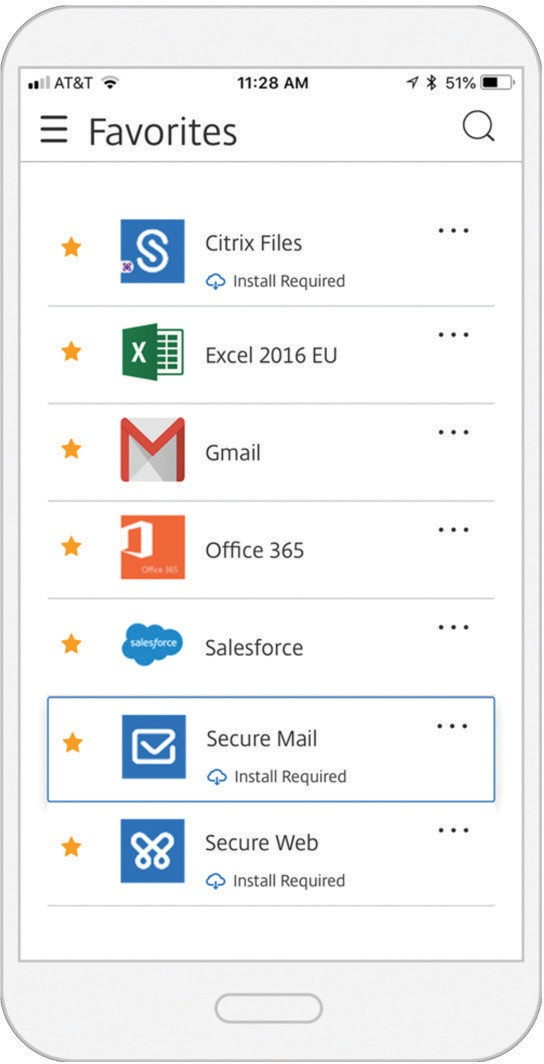 AT&T 11:28 AM 51%
Favorites
Citrix Files
Install Required
X
Excel 2016 EU
Gmail
Office 365
Office 365
salesforce
Salesforce
Secure Mail
Install Required
Secure Web
Install Required